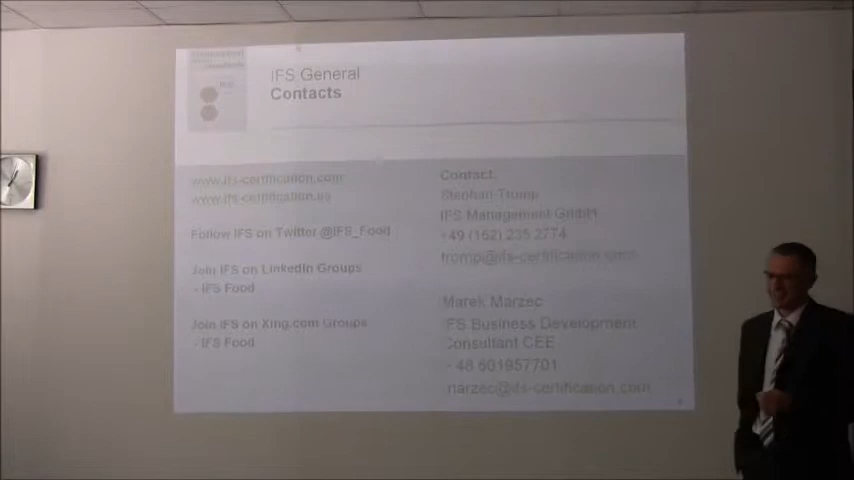 IFS General
Contacts
www.ifs-certification.com
www.ifs-certification.us
Follow IFS on Twitter @IFS_Food
Join IFS on LinkedIn Groups
- IFS Food
Join IFS on Xing.com Groups
- IFS Food
Contact:
Stephan Tromp
IFS Management GmbH
+49 (162) 235 2774
tromp@ifs-certification.com
Marek Marzec
IFS Business Development
Consultant CEE
+ 48 601957701
marzec@ifs-certification.com